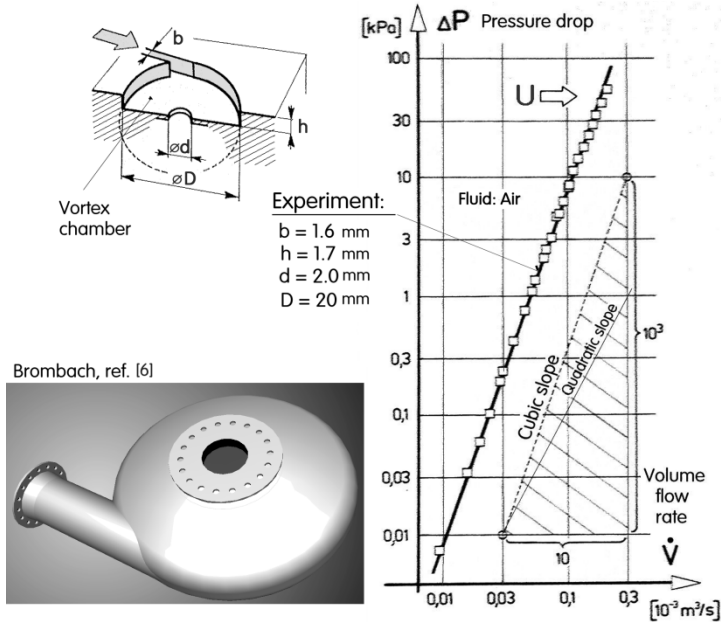 b
h
ød
øD
Vortex
chamber
Experiment:
b = 1.6 mm
h = 1.7 mm
d = 2.0 mm
D = 20 mm
Brombach, ref. [6]
[kPa]
ΔP Pressure drop
100
30
10
3
1
0,3
0,1
0,03
0,01
U
Fluid: Air
Cubic slope
Quadratic slope
10³
10
Volume
flow
rate
V̇
0,01
0,03
0,1
0,3
[10⁻³ m³/s]